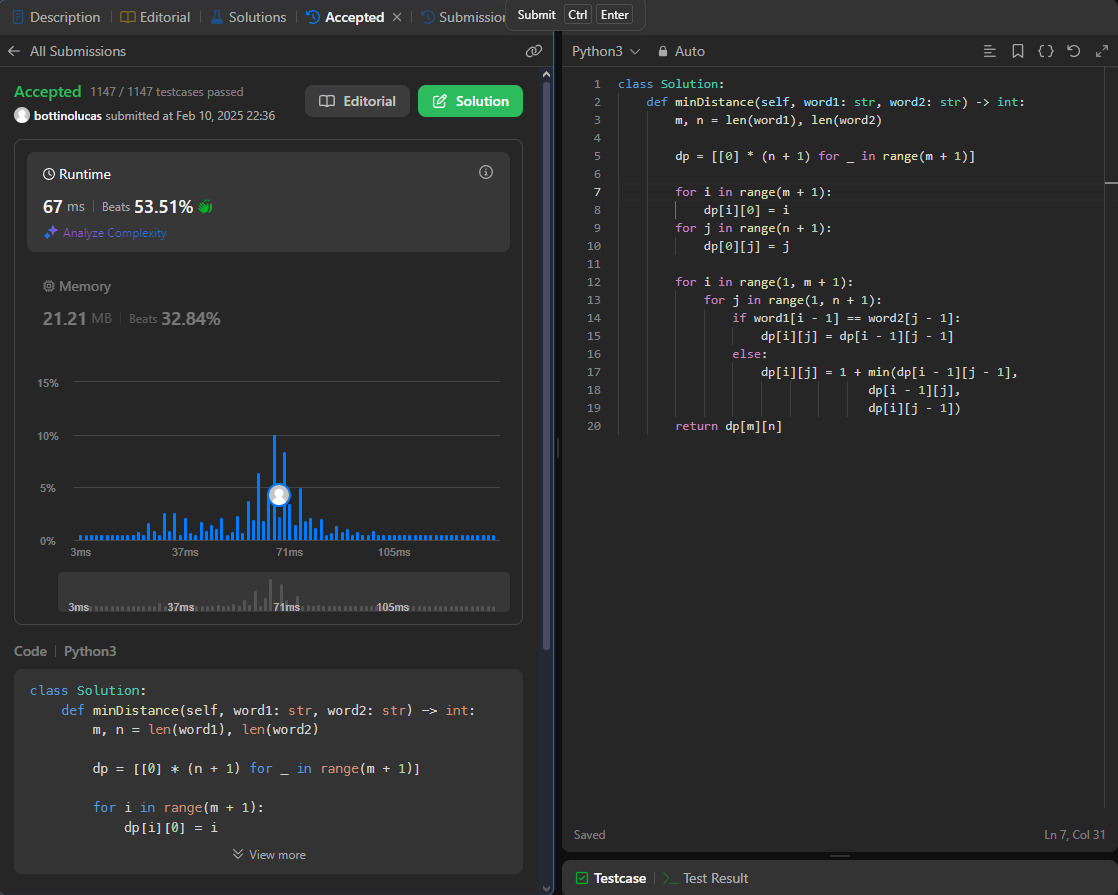 Description | Editorial | Solutions | Accepted × | Submission
Submit Ctrl Enter
All Submissions
Accepted 1147 / 1147 testcases passed
bottinolucas submitted at Feb 10, 2025 22:36
Editorial
Solution
Runtime
67 ms | Beats 53.51%
Analyze Complexity
Memory
21.21 MB | Beats 32.84%
15%
10%
5%
0%
3ms 37ms 71ms 105ms
3ms 37ms 71ms 105ms
Code | Python3
class Solution:
    def minDistance(self, word1: str, word2: str) -> int:
        m, n = len(word1), len(word2)
        dp = [[0] * (n + 1) for _ in range(m + 1)]
        for i in range(m + 1):
            dp[i][0] = i
View more
Python3 Auto
1 class Solution:
2     def minDistance(self, word1: str, word2: str) -> int:
3         m, n = len(word1), len(word2)
4
5         dp = [[0] * (n + 1) for _ in range(m + 1)]
6
7         for i in range(m + 1):
8             dp[i][0] = i
9         for j in range(n + 1):
10             dp[0][j] = j
11
12         for i in range(1, m + 1):
13             for j in range(1, n + 1):
14                 if word1[i - 1] == word2[j - 1]:
15                     dp[i][j] = dp[i - 1][j - 1]
16                 else:
17                     dp[i][j] = 1 + min(dp[i - 1][j - 1],
18                                    dp[i - 1][j],
19                                    dp[i][j - 1])
20         return dp[m][n]
Saved
Ln 7, Col 31
Testcase | Test Result